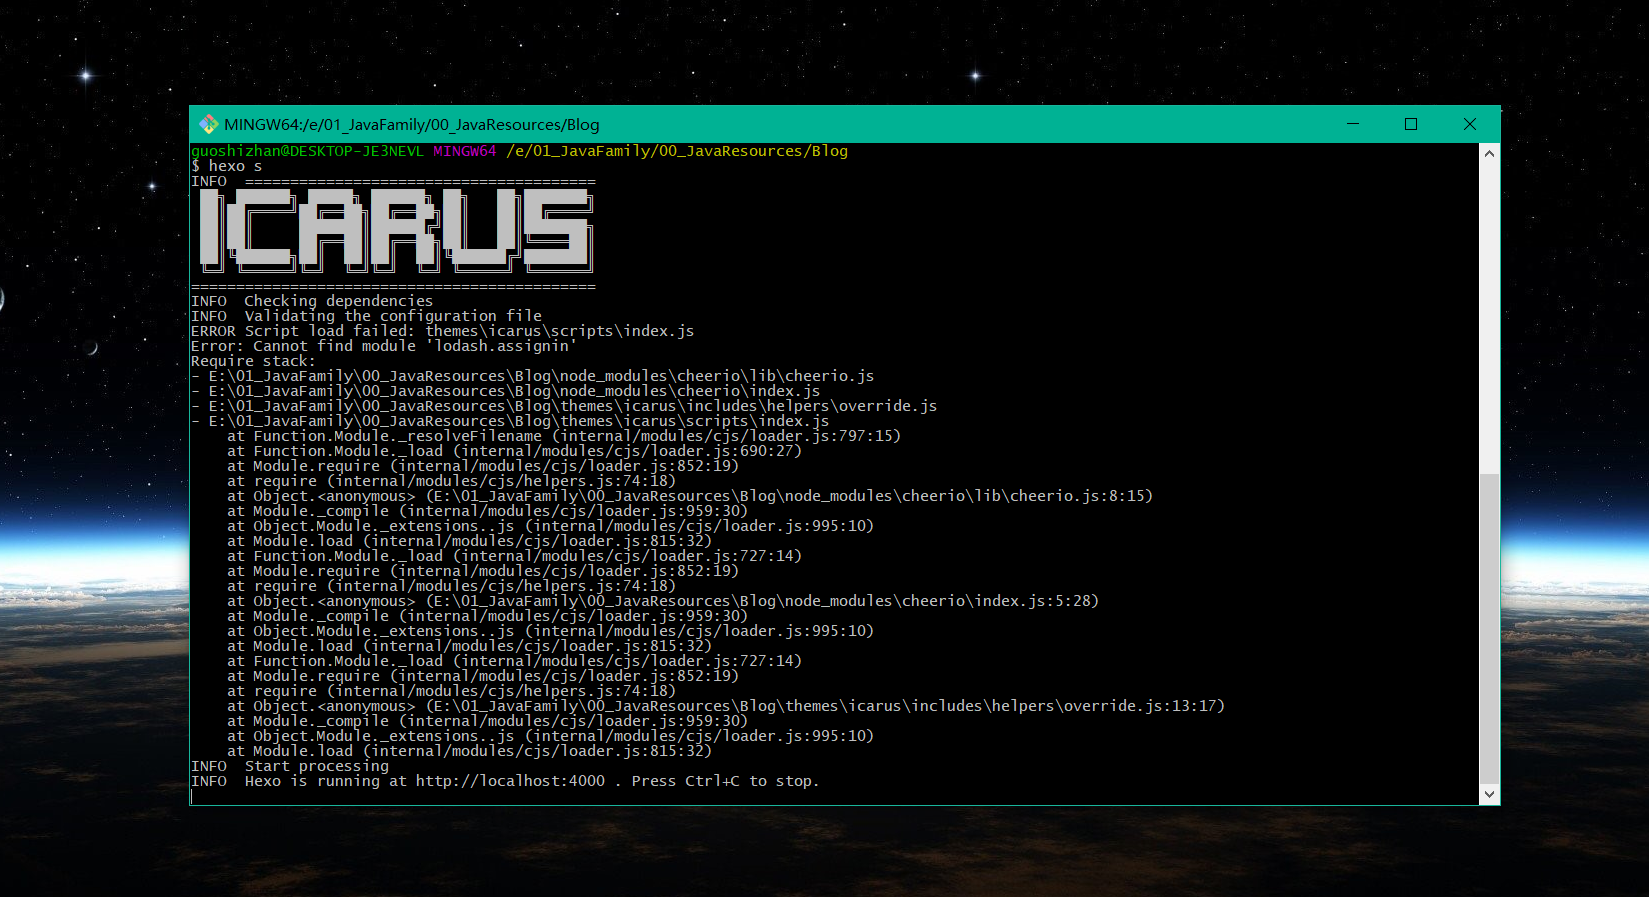 MINGW64:/e/01_JavaFamily/00_JavaResources/Blog
guoshizhan@DESKTOP-JE3NEVL MINGW64 /e/01_JavaFamily/00_JavaResources/Blog
$ hexo s
INFO  =======================================
ICARUS
=============================================
INFO  Checking dependencies
INFO  Validating the configuration file
ERROR Script load failed: themes\icarus\scripts\index.js
Error: Cannot find module 'lodash.assignin'
Require stack:
- E:\01_JavaFamily\00_JavaResources\Blog\node_modules\cheerio\lib\cheerio.js
- E:\01_JavaFamily\00_JavaResources\Blog\node_modules\cheerio\index.js
- E:\01_JavaFamily\00_JavaResources\Blog\themes\icarus\includes\helpers\override.js
- E:\01_JavaFamily\00_JavaResources\Blog\themes\icarus\scripts\index.js
    at Function.Module._resolveFilename (internal/modules/cjs/loader.js:797:15)
    at Function.Module._load (internal/modules/cjs/loader.js:690:27)
    at Module.require (internal/modules/cjs/loader.js:852:19)
    at require (internal/modules/cjs/helpers.js:74:18)
    at Object.<anonymous> (E:\01_JavaFamily\00_JavaResources\Blog\node_modules\cheerio\lib\cheerio.js:8:15)
    at Module._compile (internal/modules/cjs/loader.js:959:30)
    at Object.Module._extensions..js (internal/modules/cjs/loader.js:995:10)
    at Module.load (internal/modules/cjs/loader.js:815:32)
    at Function.Module._load (internal/modules/cjs/loader.js:727:14)
    at Module.require (internal/modules/cjs/loader.js:852:19)
    at require (internal/modules/cjs/helpers.js:74:18)
    at Object.<anonymous> (E:\01_JavaFamily\00_JavaResources\Blog\node_modules\cheerio\index.js:5:28)
    at Module._compile (internal/modules/cjs/loader.js:959:30)
    at Object.Module._extensions..js (internal/modules/cjs/loader.js:995:10)
    at Module.load (internal/modules/cjs/loader.js:815:32)
    at Function.Module._load (internal/modules/cjs/loader.js:727:14)
    at Module.require (internal/modules/cjs/loader.js:852:19)
    at require (internal/modules/cjs/helpers.js:74:18)
    at Object.<anonymous> (E:\01_JavaFamily\00_JavaResources\Blog\themes\icarus\includes\helpers\override.js:13:17)
    at Module._compile (internal/modules/cjs/loader.js:959:30)
    at Object.Module._extensions..js (internal/modules/cjs/loader.js:995:10)
    at Module.load (internal/modules/cjs/loader.js:815:32)
INFO  Start processing
INFO  Hexo is running at http://localhost:4000 . Press Ctrl+C to stop.